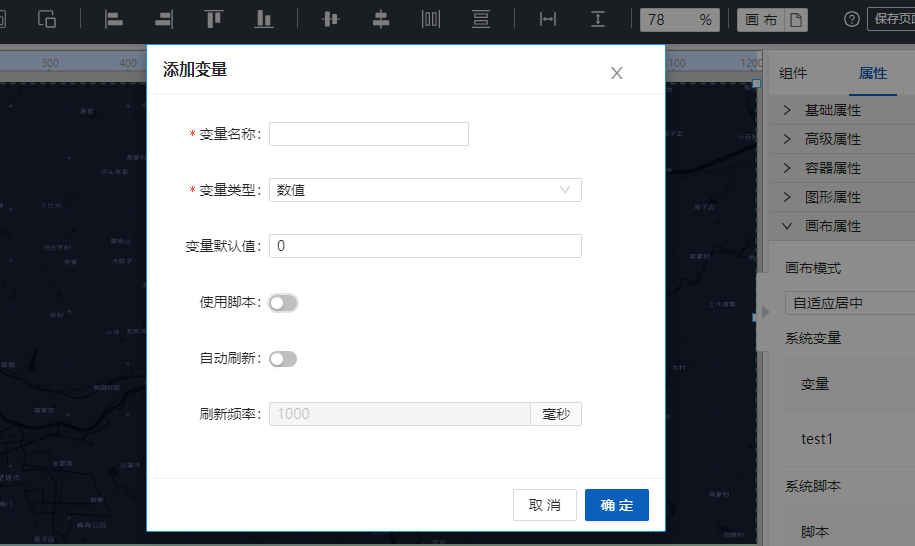 78 %
画 布
保存页面
300
400
100
1200
添加变量
* 变量名称:
* 变量类型: 数值
变量默认值: 0
使用脚本:
自动刷新:
刷新频率: 1000 毫秒
取 消
确 定
组件
属性
基础属性
高级属性
容器属性
图形属性
画布属性
画布模式
自适应居中
系统变量
变量
test1
系统脚本
脚本